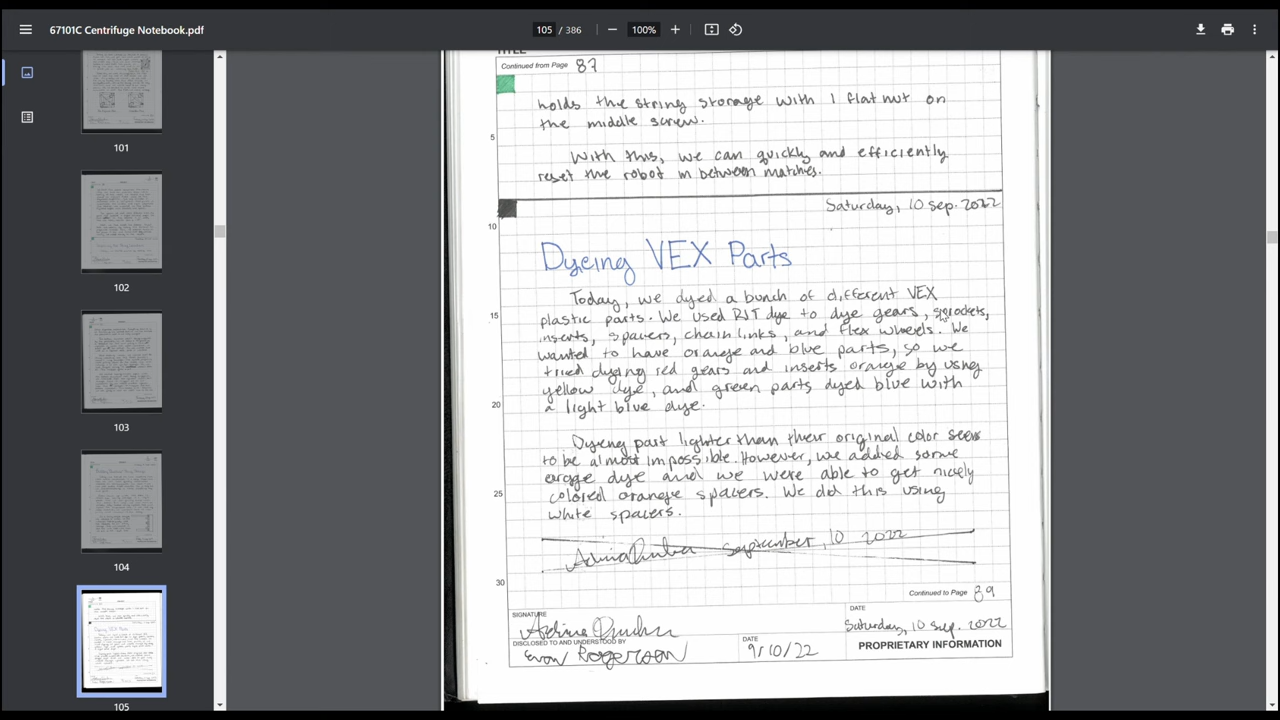 67101C Centrifuge Notebook.pdf
105 / 386
100%
101
102
103
104
105
TITLE
Continued from Page 87
holds the string storage with 1 flat nut on
5
the middle screw.
With this, we can quickly and efficiently
reset the robot in between matches.
Saturday, 10 sep. 2022
10
Dyeing VEX Parts
Today, we dyed a bunch of different VEX
15
plastic parts. We used RIT dye to dye gears, sprockets,
inserts, spacers, chain links, and flex wheels. We
wanted to have orange and blue parts, so we
tried dyeing red gears and inserts orange by using
yellow dye, and green parts dyed blue with
20
a light blue dye.
Dyeing part lighter than their original color seems
to be almost impossible. However, we added some
orage dye and we were able to get nicely
25
colored orange spacers. We did this using
white spacers.
september, 10 2022
30
Continued to Page 89
SIGNATURE
DATE
Saturday, 10 sep. 2022
DISCLOSED TO AND UNDERSTOOD BY
Evan Rogerson
DATE
9/10/22
PROPRIETARY INFORMATION